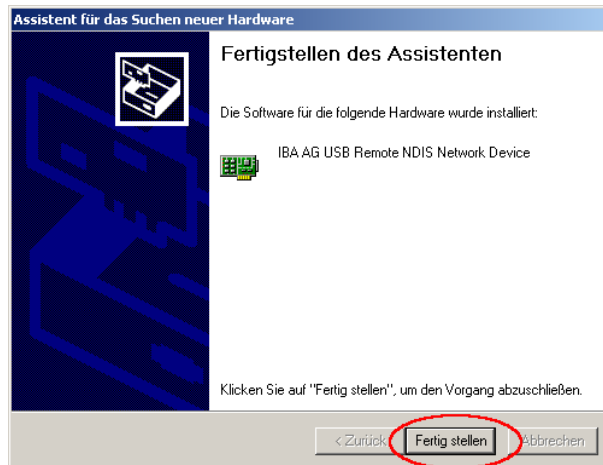 Assistent für das Suchen neuer Hardware
Fertigstellen des Assistenten
Die Software für die folgende Hardware wurde installiert:
IBA AG USB Remote NDIS Network Device
Klicken Sie auf "Fertig stellen", um den Vorgang abzuschließen.
< Zurück Fertig stellen Abbrechen